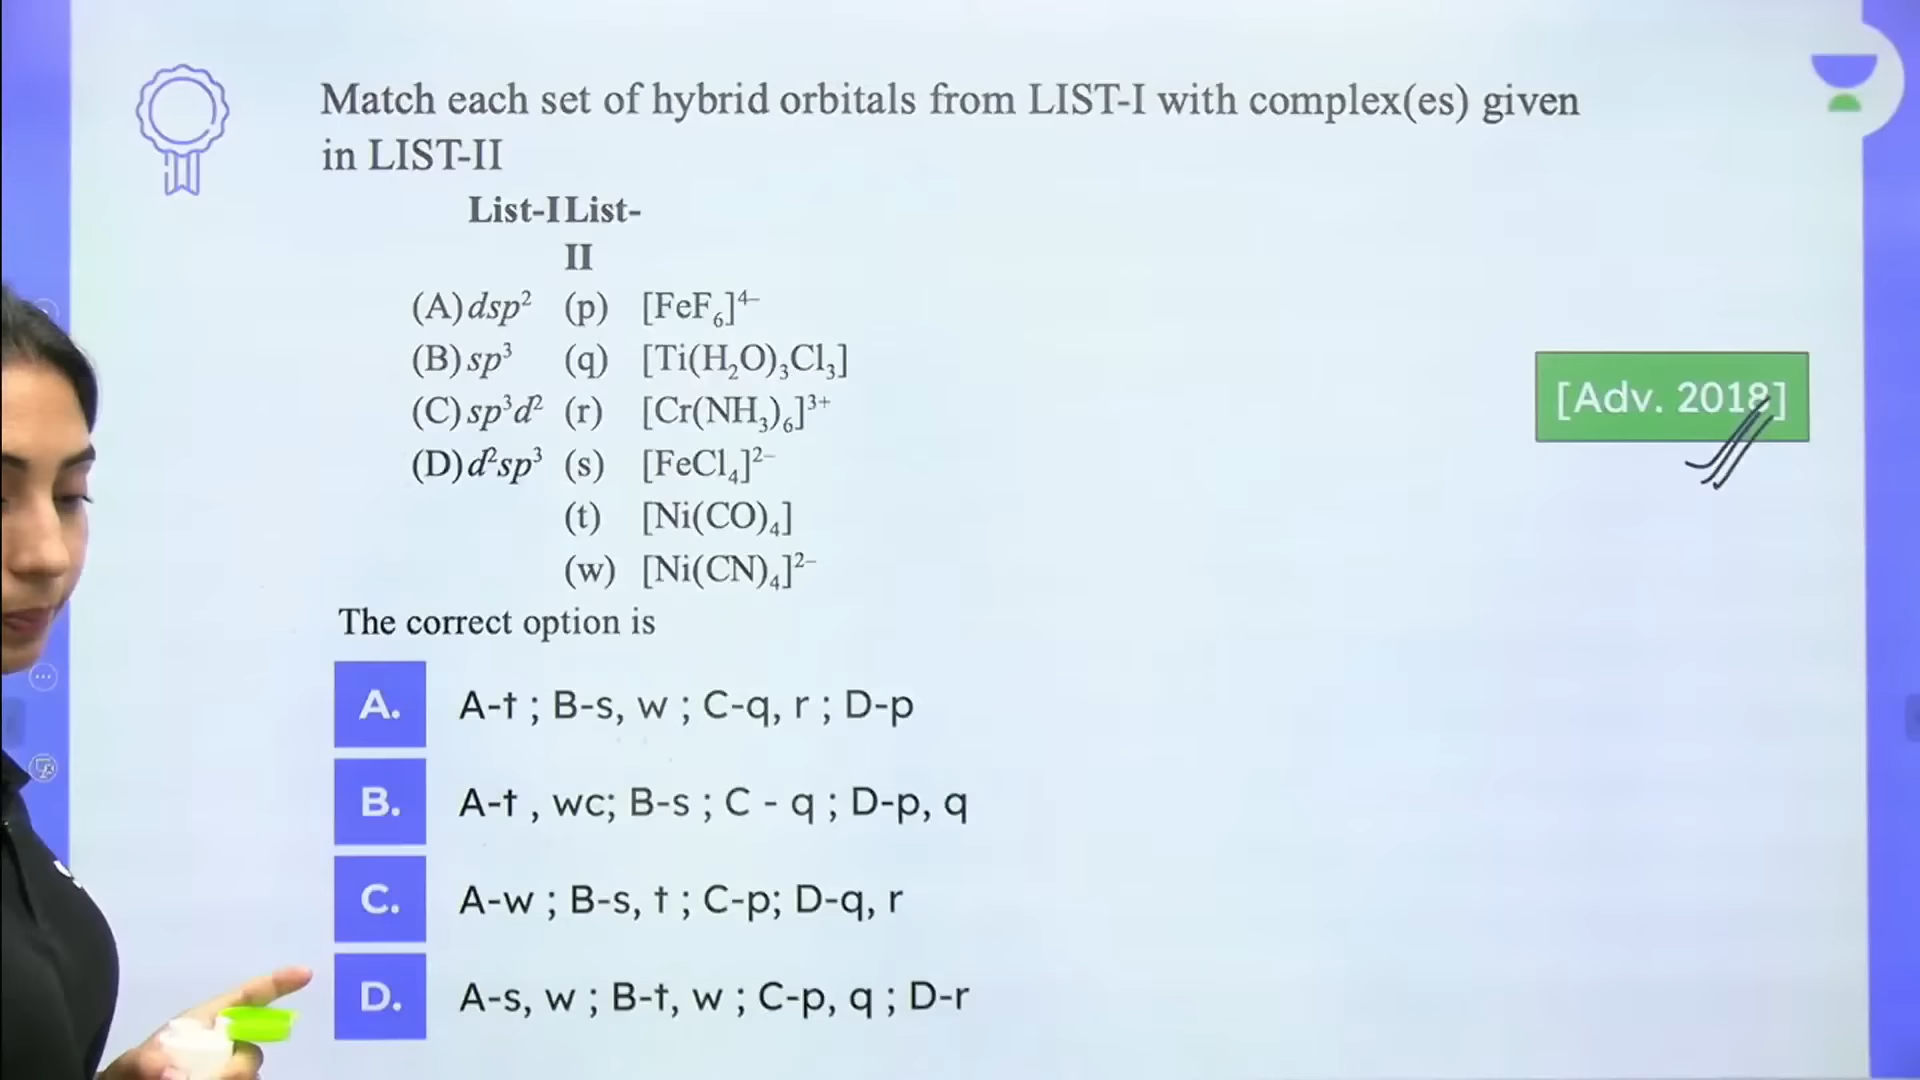 Match each set of hybrid orbitals from LIST-I with complex(es) given
in LIST-II
List-I List-
II
(A) dsp² (p) [FeF₆]⁴⁻
(B) sp³ (q) [Ti(H₂O)₃Cl₃]
(C) sp³d² (r) [Cr(NH₃)₆]³⁺
(D) d²sp³ (s) [FeCl₄]²⁻
(t) [Ni(CO)₄]
(w) [Ni(CN)₄]²⁻
[Adv. 2018]
The correct option is
A. A-t ; B-s, w ; C-q, r ; D-p
B. A-t , wc; B-s ; C - q ; D-p, q
C. A-w ; B-s, t ; C-p; D-q, r
D. A-s, w ; B-t, w ; C-p, q ; D-r